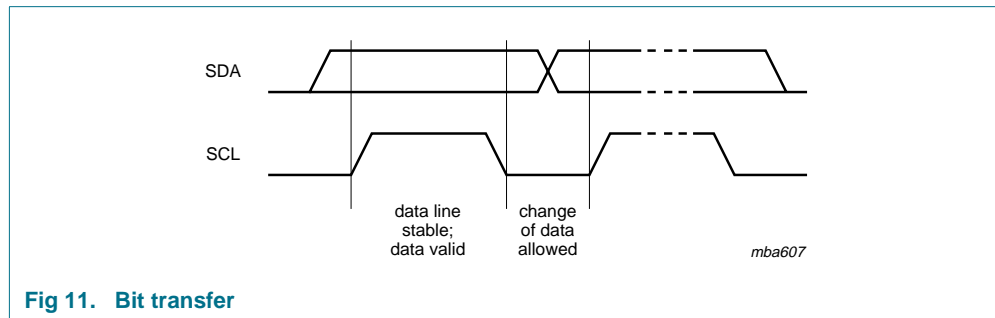 SDA
SCL
data line
stable;
data valid
change
of data
allowed
mba607
Fig 11. Bit transfer